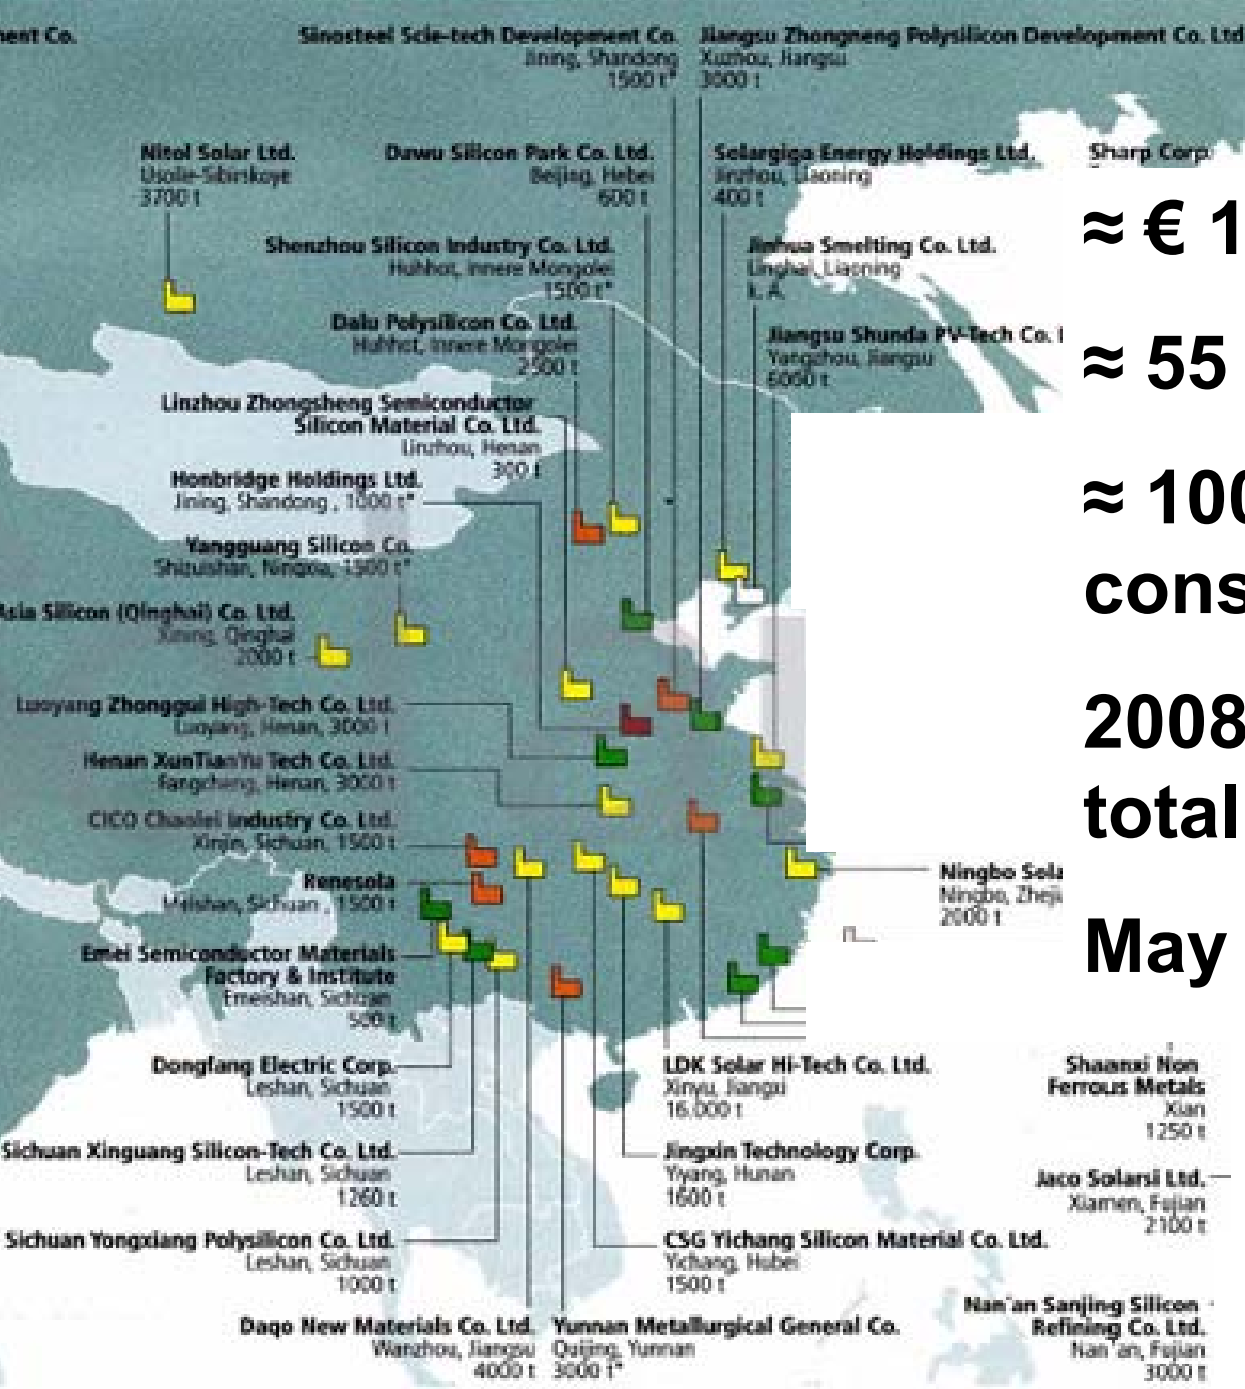 ment Co.
Sinosteel Scie-tech Development Co.
Jining, Shandong
1500 t*
Jiangsu Zhongneng Polysilicon Development Co. Ltd
Xuzhou, Jiangsu
3000 t
Nitol Solar Ltd.
Usolie-Sibirskoye
3700 t
Duwu Silicon Park Co. Ltd.
Beijing, Hebei
600 t
Solargiga Energy Holdings Ltd.
Jinzhou, Liaoning
400 t
Sharp Corp.
Shenzhou Silicon Industry Co. Ltd.
Huhhot, Innere Mongolei
1500 t*
Jinhua Smelting Co. Ltd.
Linghai, Liaoning
k. A.
Dalu Polysilicon Co. Ltd.
Huhhot, Innere Mongolei
2500 t
Jiangsu Shunda PV-Tech Co. l
Yangzhou, Jiangsu
6000 t
Linzhou Zhongsheng Semiconductor
Silicon Material Co. Ltd.
Linzhou, Henan
300 t
Honbridge Holdings Ltd.
Jining, Shandong , 1000 t*
Yangguang Silicon Co.
Shizuishan, Ningxia, 1500 t*
Asia Silicon (Qinghai) Co. Ltd.
Xining, Qinghai
2000 t
Luoyang Zhonggui High-Tech Co. Ltd.
Luoyang, Henan, 3000 t
Henan XunTianYu Tech Co. Ltd.
Fangcheng, Henan, 3000 t
CICO Chaolei Industry Co. Ltd.
Xinjin, Sichuan, 1500 t
Renesola
Meishan, Sichuan , 1500 t
Emei Semiconductor Materials
Factory & Institute
Emeishan, Sichuan
500 t
Dongfang Electric Corp.
Leshan, Sichuan
1500 t
Sichuan Xinguang Silicon-Tech Co. Ltd.
Leshan, Sichuan
1260 t
Sichuan Yongxiang Polysilicon Co. Ltd.
Leshan, Sichuan
1000 t
Daqo New Materials Co. Ltd.
Wanzhou, Jiangsu
4000 t
Yunnan Metallurgical General Co.
Qujing, Yunnan
3000 t*
Ningbo Sola
Ningbo, Zheji
2000 t
LDK Solar Hi-Tech Co. Ltd.
Xinyu, Jiangxi
16.000 t
Jingxin Technology Corp.
Yiyang, Hunan
1600 t
CSG Yichang Silicon Material Co. Ltd.
Yichang, Hubei
1500 t
Shaanxi Non
Ferrous Metals
Xian
1250 t
Jaco Solarsi Ltd.
Xiamen, Fujian
2100 t
Nan'an Sanjing Silicon
Refining Co. Ltd.
Nan'an, Fujian
3000 t
≈ € 1
≈ 55
≈ 100
cons
2008
total
May